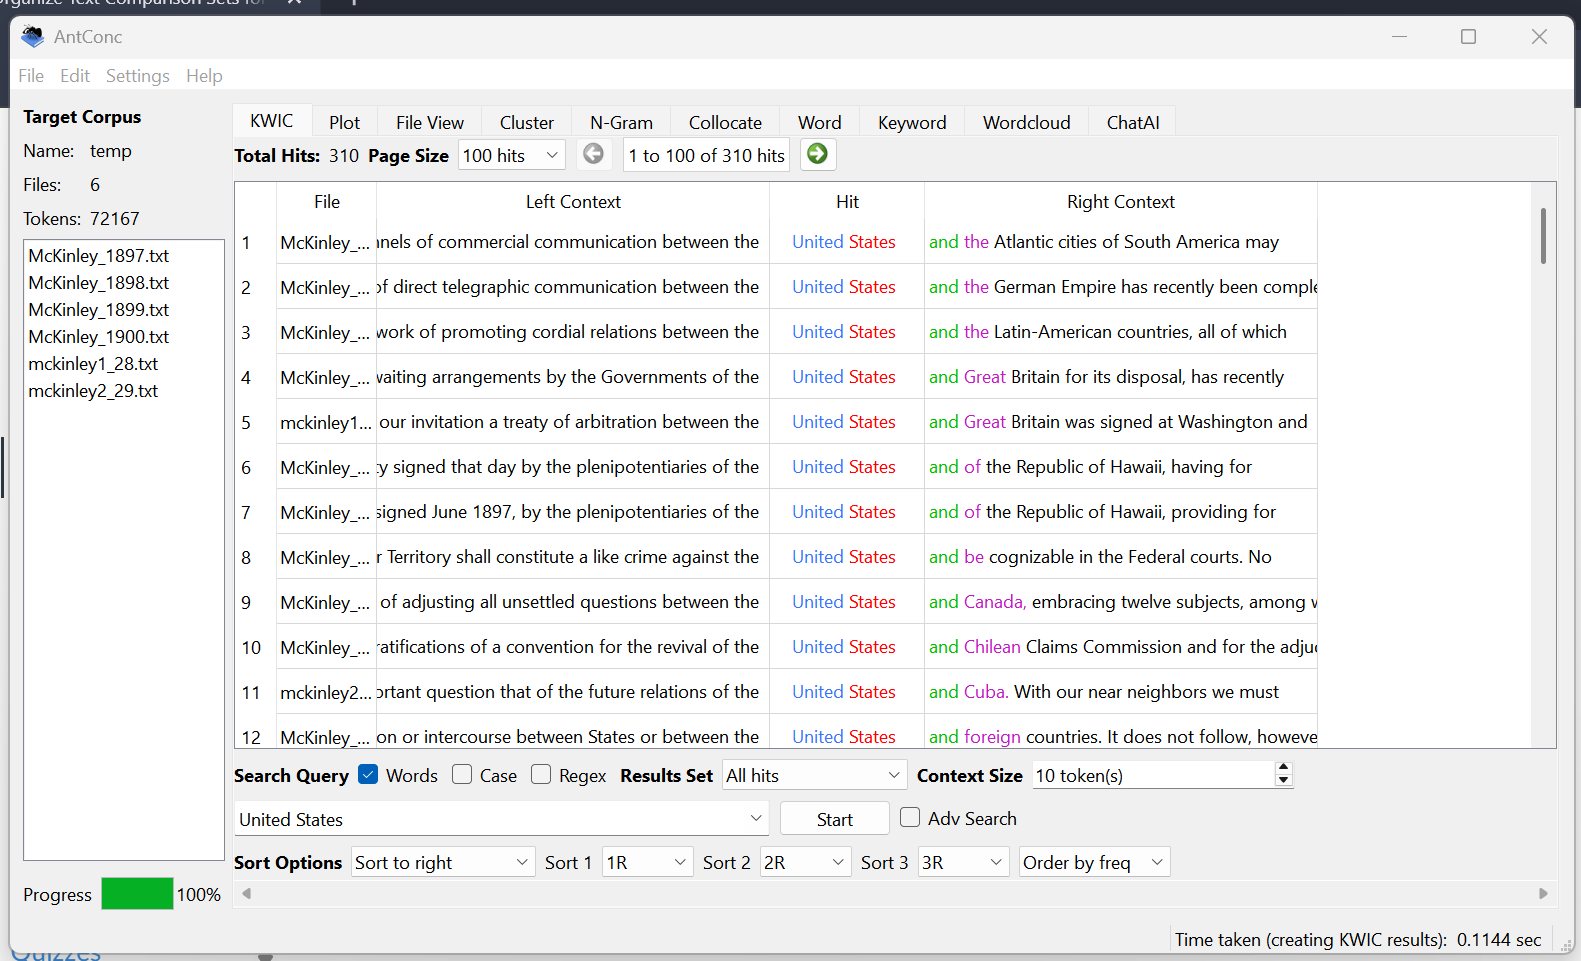 Organize Text Comparison Sets for
AntConc
File Edit Settings Help
Target Corpus
Name: temp
Files: 6
Tokens: 72167
McKinley_1897.txt
McKinley_1898.txt
McKinley_1899.txt
McKinley_1900.txt
mckinley1_28.txt
mckinley2_29.txt
Progress 100%
KWIC Plot File View Cluster N-Gram Collocate Word Keyword Wordcloud ChatAI
Total Hits: 310 Page Size 100 hits 1 to 100 of 310 hits
File Left Context Hit Right Context
1 McKinley_... nnels of commercial communication between the United States and the Atlantic cities of South America may
2 McKinley_... of direct telegraphic communication between the United States and the German Empire has recently been comple
3 McKinley_... work of promoting cordial relations between the United States and the Latin-American countries, all of which
4 McKinley_... waiting arrangements by the Governments of the United States and Great Britain for its disposal, has recently
5 mckinley1... our invitation a treaty of arbitration between the United States and Great Britain was signed at Washington and
6 McKinley_... ty signed that day by the plenipotentiaries of the United States and of the Republic of Hawaii, having for
7 McKinley_... signed June 1897, by the plenipotentiaries of the United States and of the Republic of Hawaii, providing for
8 McKinley_... r Territory shall constitute a like crime against the United States and be cognizable in the Federal courts. No
9 McKinley_... of adjusting all unsettled questions between the United States and Canada, embracing twelve subjects, among w
10 McKinley_... ratifications of a convention for the revival of the United States and Chilean Claims Commission and for the adju
11 mckinley2... ortant question that of the future relations of the United States and Cuba. With our near neighbors we must
12 McKinley_... on or intercourse between States or between the United States and foreign countries. It does not follow, howeve
Search Query Words Case Regex Results Set All hits Context Size 10 token(s)
United States Start Adv Search
Sort Options Sort to right Sort 1 1R Sort 2 2R Sort 3 3R Order by freq
Time taken (creating KWIC results): 0.1144 sec
Quizzes